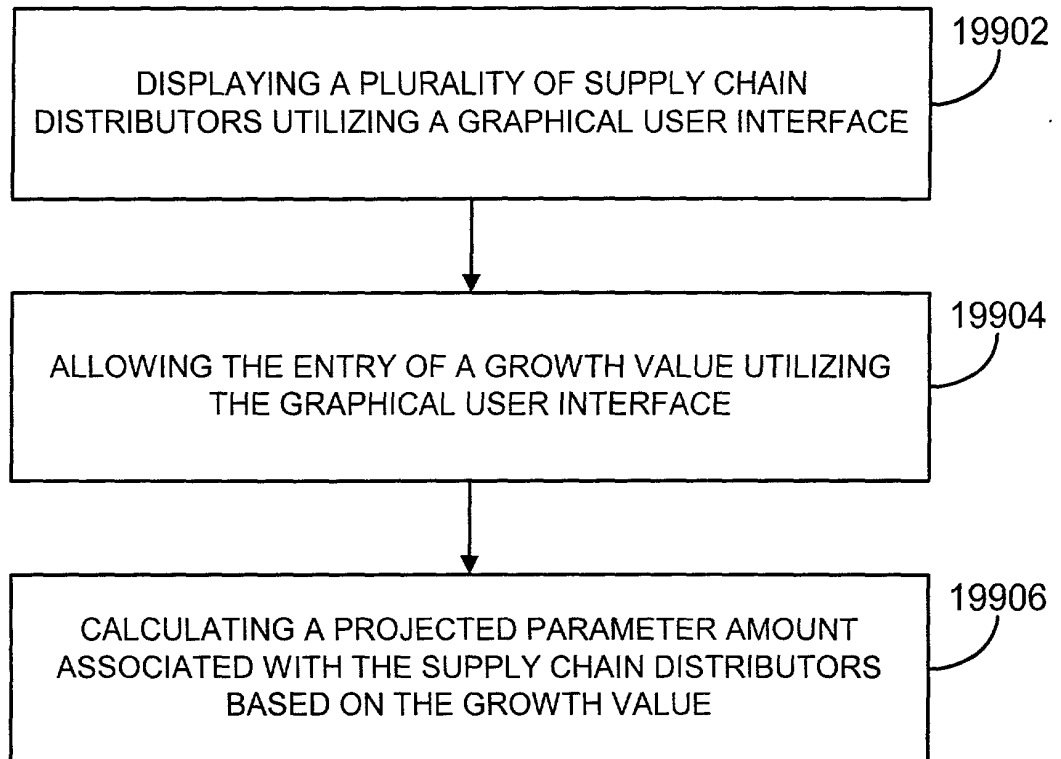 19902
DISPLAYING A PLURALITY OF SUPPLY CHAIN
DISTRIBUTORS UTILIZING A GRAPHICAL USER INTERFACE
19904
ALLOWING THE ENTRY OF A GROWTH VALUE UTILIZING
THE GRAPHICAL USER INTERFACE
19906
CALCULATING A PROJECTED PARAMETER AMOUNT
ASSOCIATED WITH THE SUPPLY CHAIN DISTRIBUTORS
BASED ON THE GROWTH VALUE